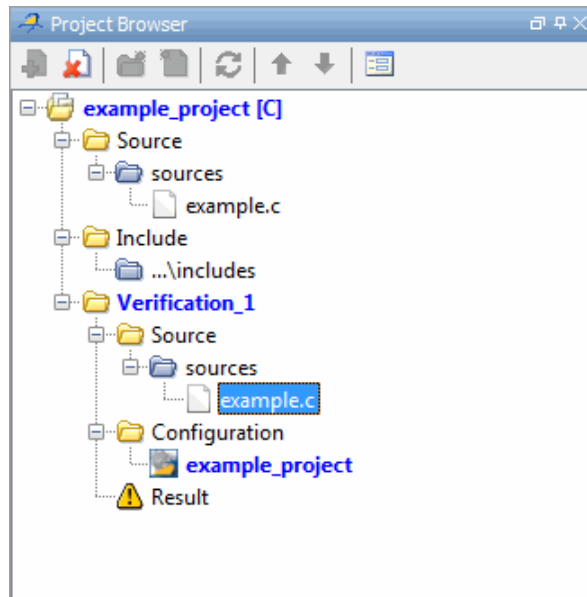 Project Browser
example_project [C]
Source
sources
example.c
Include
...\includes
Verification_1
Source
sources
example.c
Configuration
example_project
Result